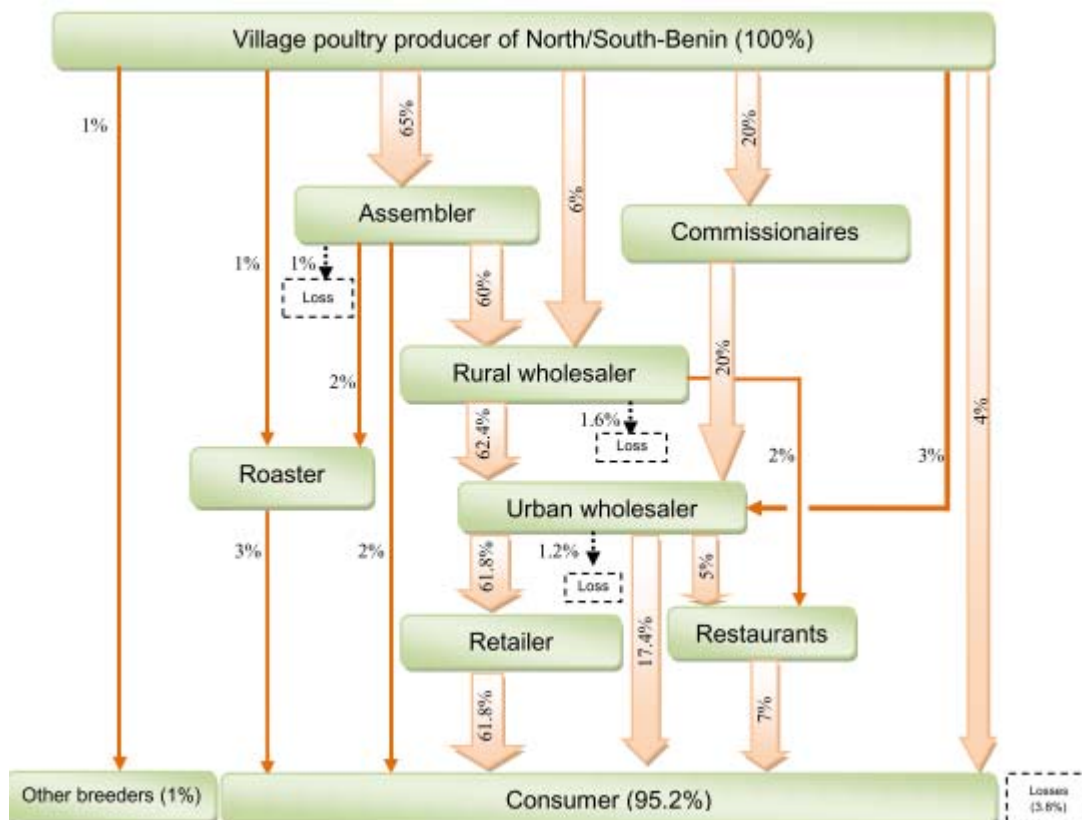 Village poultry producer of North/South-Benin (100%)
1%
65%
20%
6%
Assembler
Commissionaires
1%
1%
Loss
60%
20%
Rural wholesaler
2%
4%
1.6%
62.4%
Loss
2%
3%
Roaster
Urban wholesaler
3%
2%
61.8%
1.2%
5%
Loss
Retailer
17.4%
Restaurants
61.8%
7%
Other breeders (1%)
Consumer (95.2%)
Losses
(3.8%)